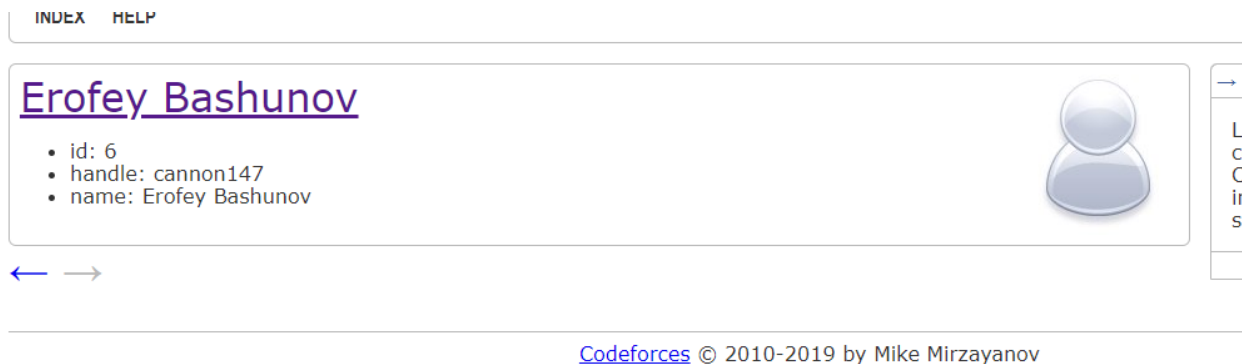 INDEX HELP
Erofey Bashunov
• id: 6
• handle: cannon147
• name: Erofey Bashunov
← →
→
Codeforces © 2010-2019 by Mike Mirzayanov